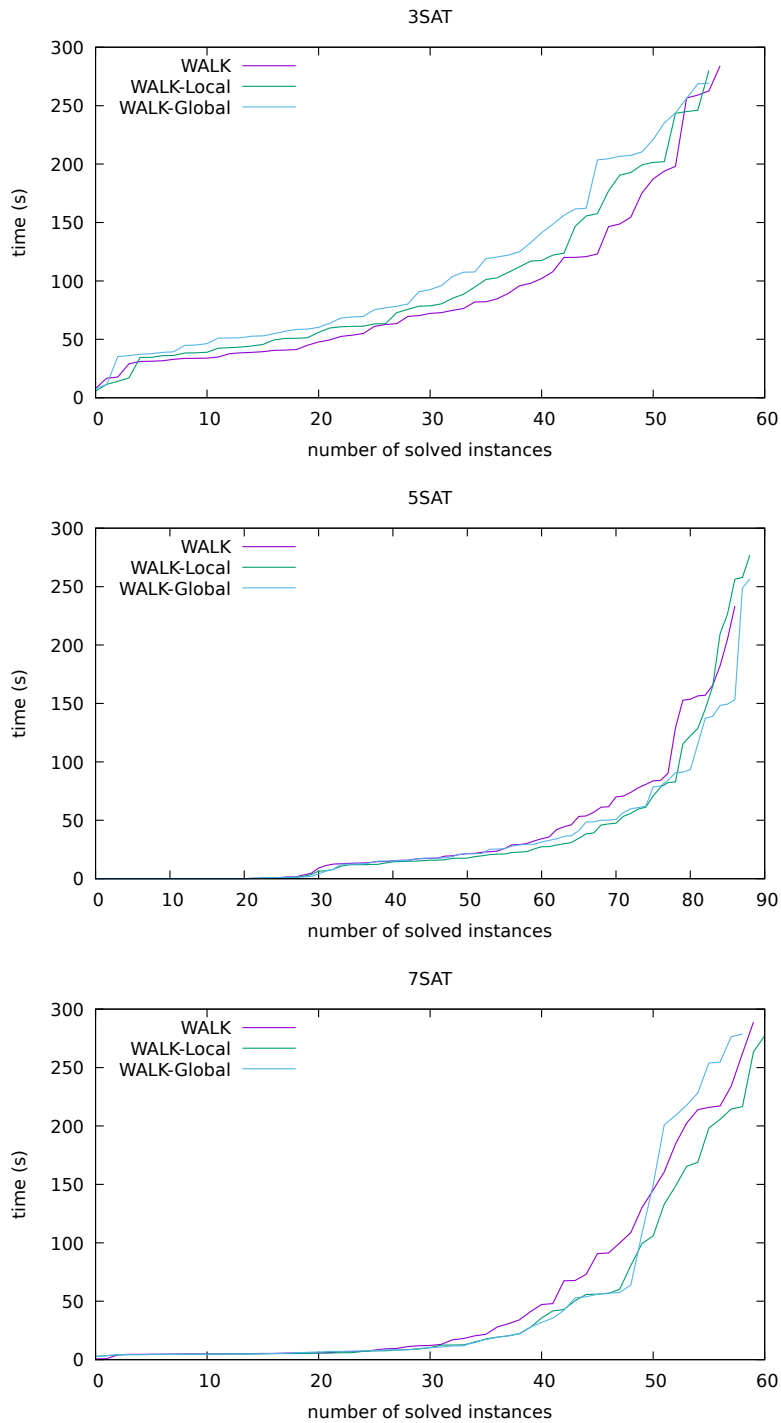 3SAT
300
250
200
150
100
50
0
time (s)
WALK
WALK-Local
WALK-Global
0 10 20 30 40 50 60
number of solved instances
5SAT
300
250
200
150
100
50
0
time (s)
WALK
WALK-Local
WALK-Global
0 10 20 30 40 50 60 70 80 90
number of solved instances
7SAT
300
250
200
150
100
50
0
time (s)
WALK
WALK-Local
WALK-Global
0 10 20 30 40 50 60
number of solved instances